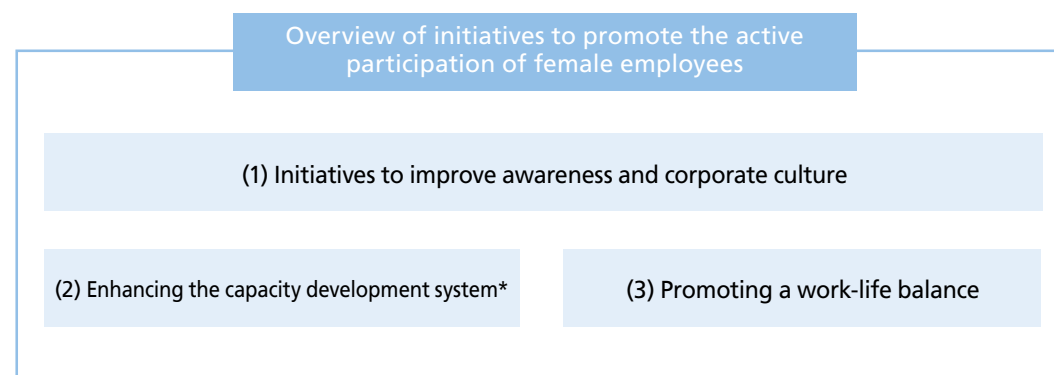 Overview of initiatives to promote the active
participation of female employees
(1) Initiatives to improve awareness and corporate culture
(2) Enhancing the capacity development system*
(3) Promoting a work-life balance